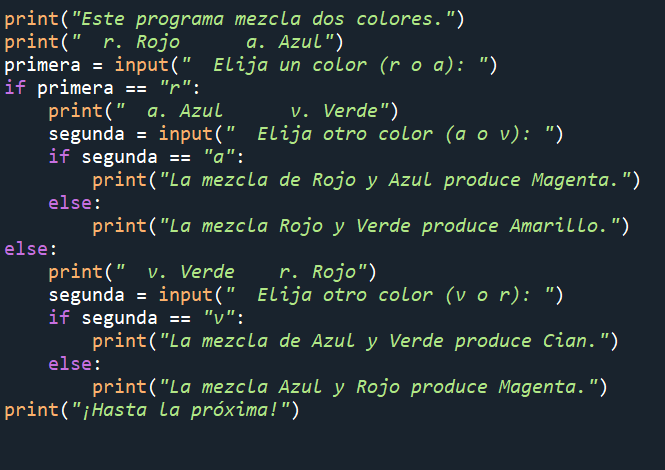 print("Este programa mezcla dos colores.")
print("  r. Rojo      a. Azul")
primera = input("  Elija un color (r o a): ")
if primera == "r":
    print("  a. Azul      v. Verde")
    segunda = input("  Elija otro color (a o v): ")
    if segunda == "a":
        print("La mezcla de Rojo y Azul produce Magenta.")
    else:
        print("La mezcla Rojo y Verde produce Amarillo.")
else:
    print("  v. Verde    r. Rojo")
    segunda = input("  Elija otro color (v o r): ")
    if segunda == "v":
        print("La mezcla de Azul y Verde produce Cian.")
    else:
        print("La mezcla Azul y Rojo produce Magenta.")
print("¡Hasta la próxima!")